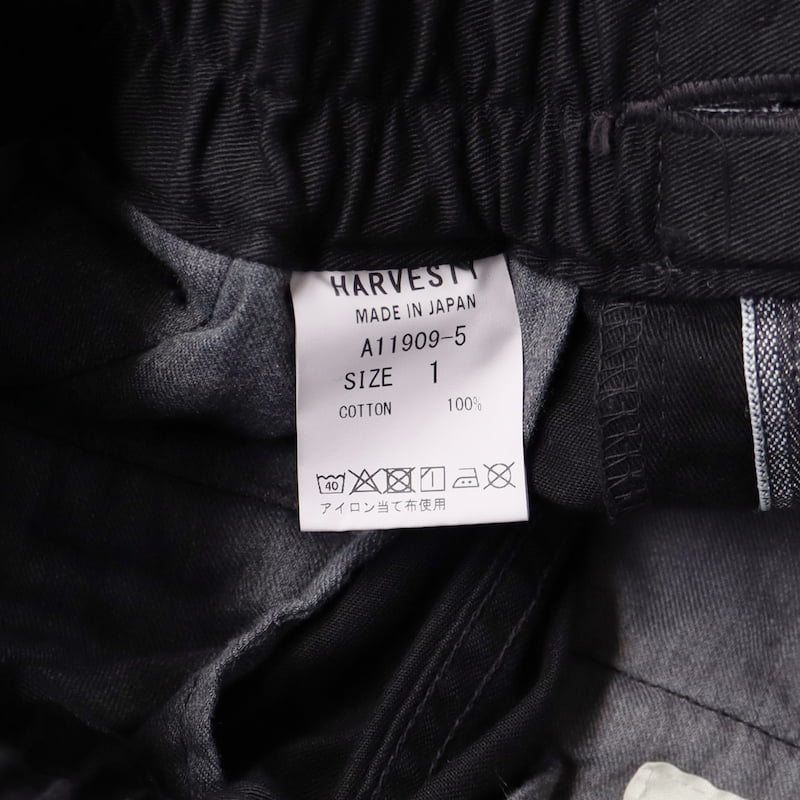 HARVESTY
MADE IN JAPAN
A11909-5
SIZE 1
COTTON 100%
40
アイロン当て布使用